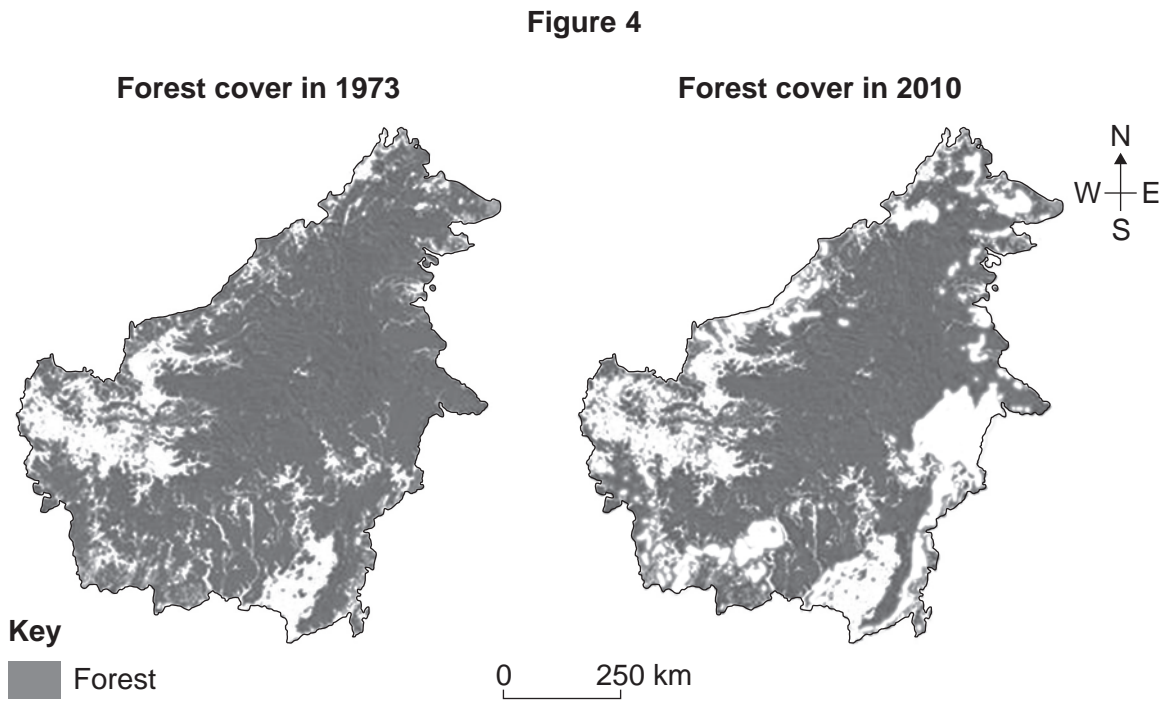 Figure 4
Forest cover in 1973
Forest cover in 2010
N
W E
S
Key
Forest
0 250 km